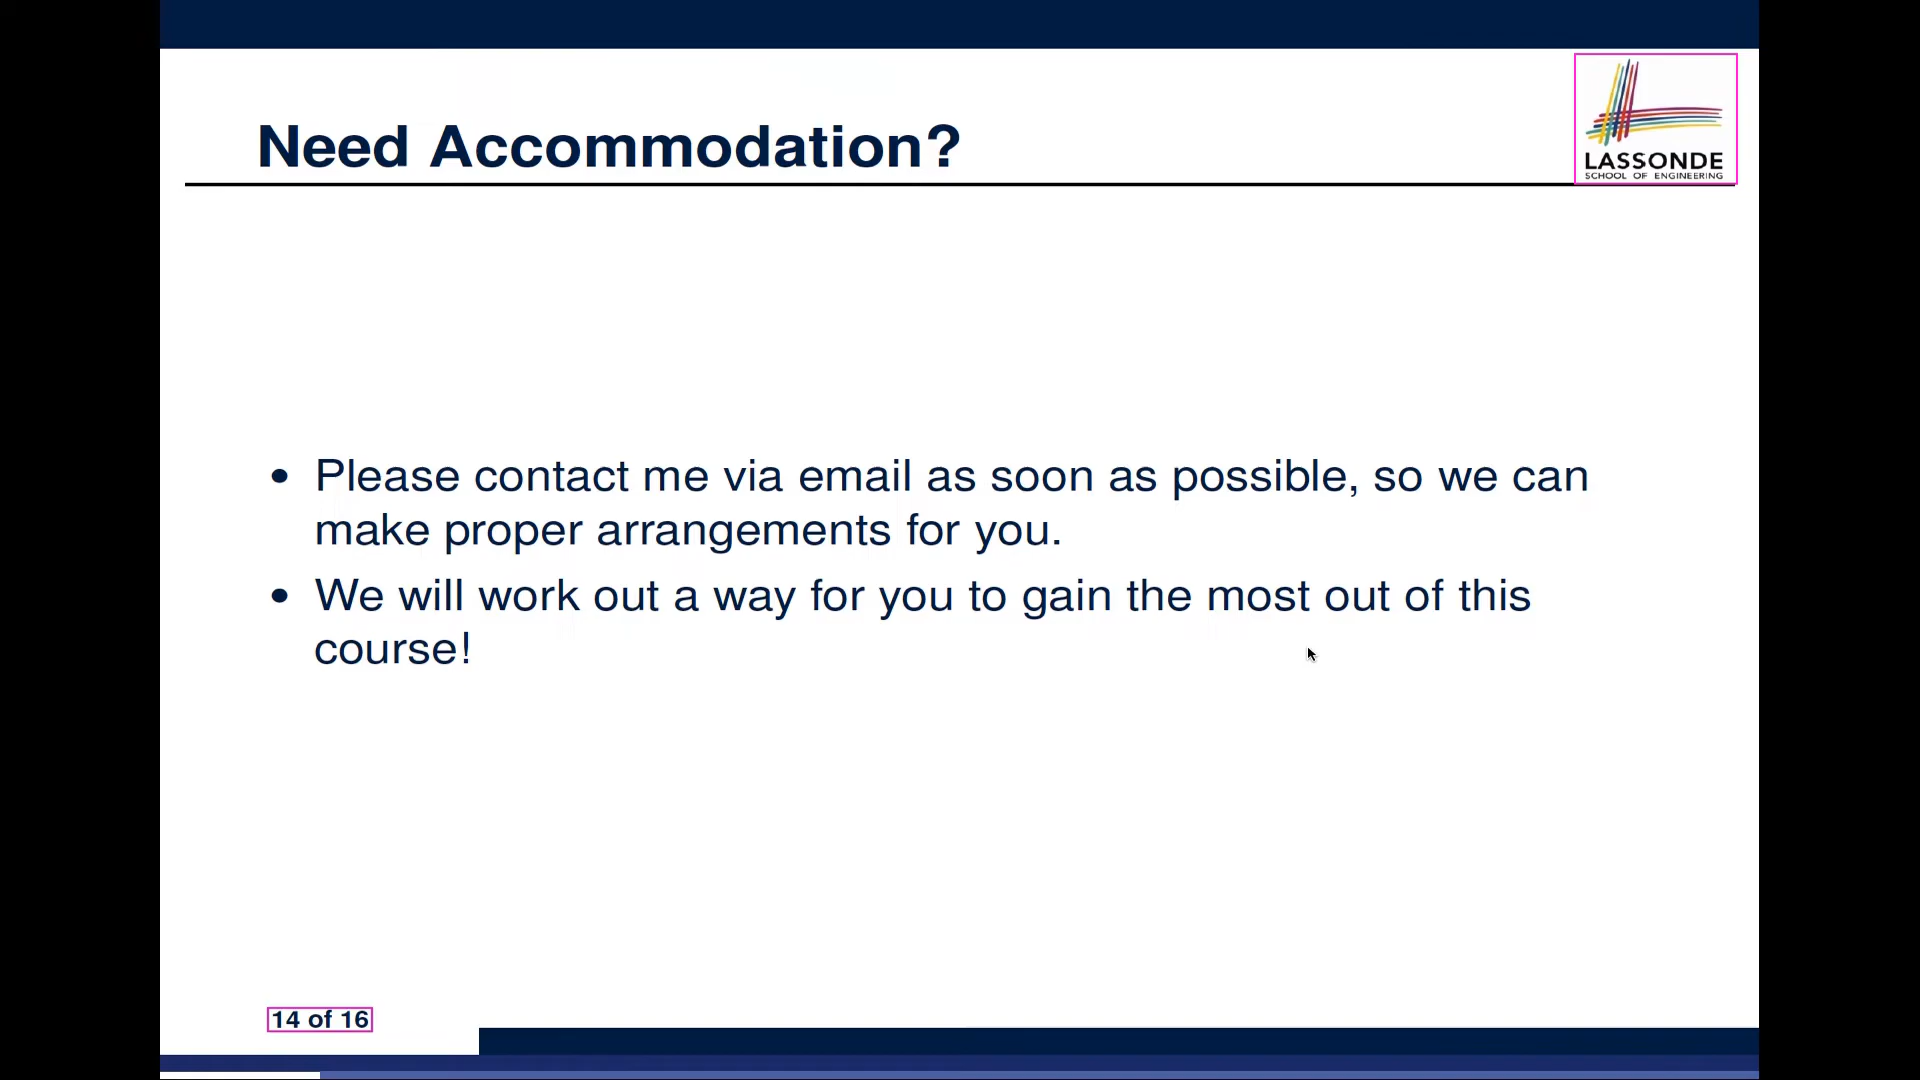 Need Accommodation?
LASSONDE
SCHOOL OF ENGINEERING
• Please contact me via email as soon as possible, so we can
make proper arrangements for you.
• We will work out a way for you to gain the most out of this
course!
14 of 16